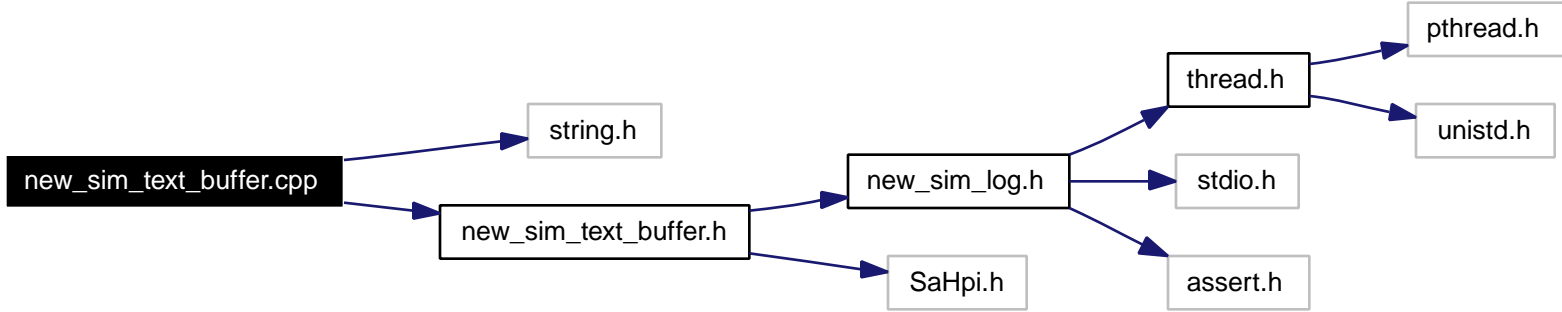 pthread.h
thread.h
string.h
unistd.h
new_sim_text_buffer.cpp
new_sim_log.h
stdio.h
new_sim_text_buffer.h
SaHpi.h
assert.h